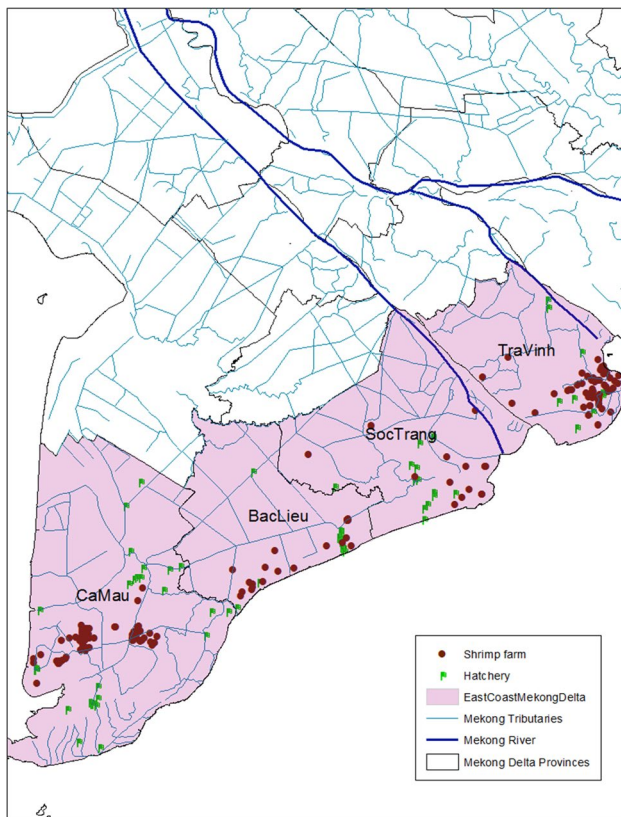 TraVinh
SocTrang
BacLieu
CaMau
Shrimp farm
Hatchery
EastCoastMekongDelta
Mekong Tributaries
Mekong River
Mekong Delta Provinces